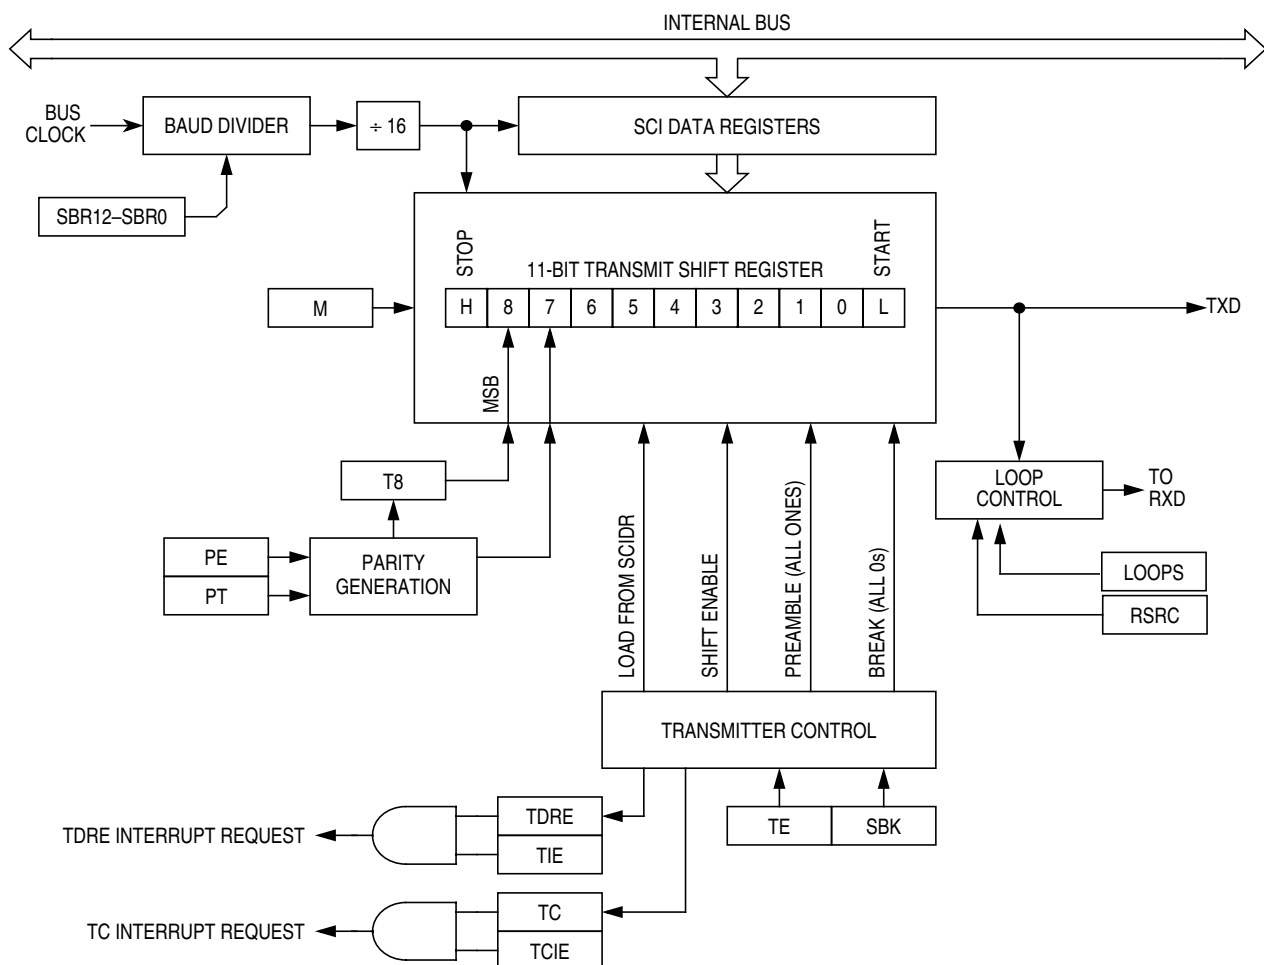 INTERNAL BUS
BUS
CLOCK
BAUD DIVIDER
÷ 16
SCI DATA REGISTERS
SBR12–SBR0
STOP
START
11-BIT TRANSMIT SHIFT REGISTER
M
H 8 7 6 5 4 3 2 1 0 L
TXD
MSB
T8
LOOP
CONTROL
TO
RXD
PE
PT
PARITY
GENERATION
LOAD FROM SCIDR
SHIFT ENABLE
PREAMBLE (ALL ONES)
BREAK (ALL 0s)
LOOPS
RSRC
TRANSMITTER CONTROL
TDRE INTERRUPT REQUEST
TDRE
TIE
TE
SBK
TC INTERRUPT REQUEST
TC
TCIE